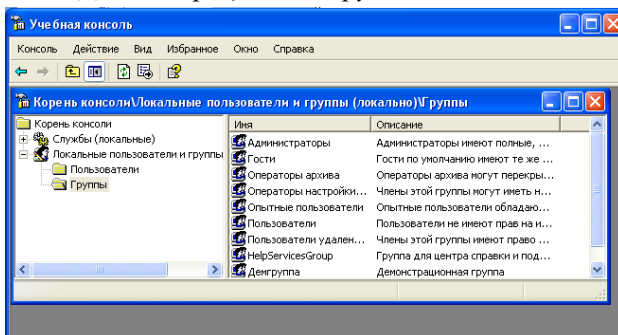 Учебная консоль
Консоль Действие Вид Избранное Окно Справка
Корень консоли\Локальные пользователи и группы (локально)\Группы
Корень консоли
Службы (локальные)
Локальные пользователи и группы
Пользователи
Группы
Имя Описание
Администраторы Администраторы имеют полные, ...
Гости Гости по умолчанию имеют те же ...
Операторы архива Операторы архива могут перекры...
Операторы настройки... Члены этой группы могут иметь н...
Опытные пользователи Опытные пользователи обладаю...
Пользователи Пользователи не имеют прав на и...
Пользователи удален... Члены этой группы имеют право ...
HelpServicesGroup Группа для центра справки и под...
Демгруппа Демонстрационная группа